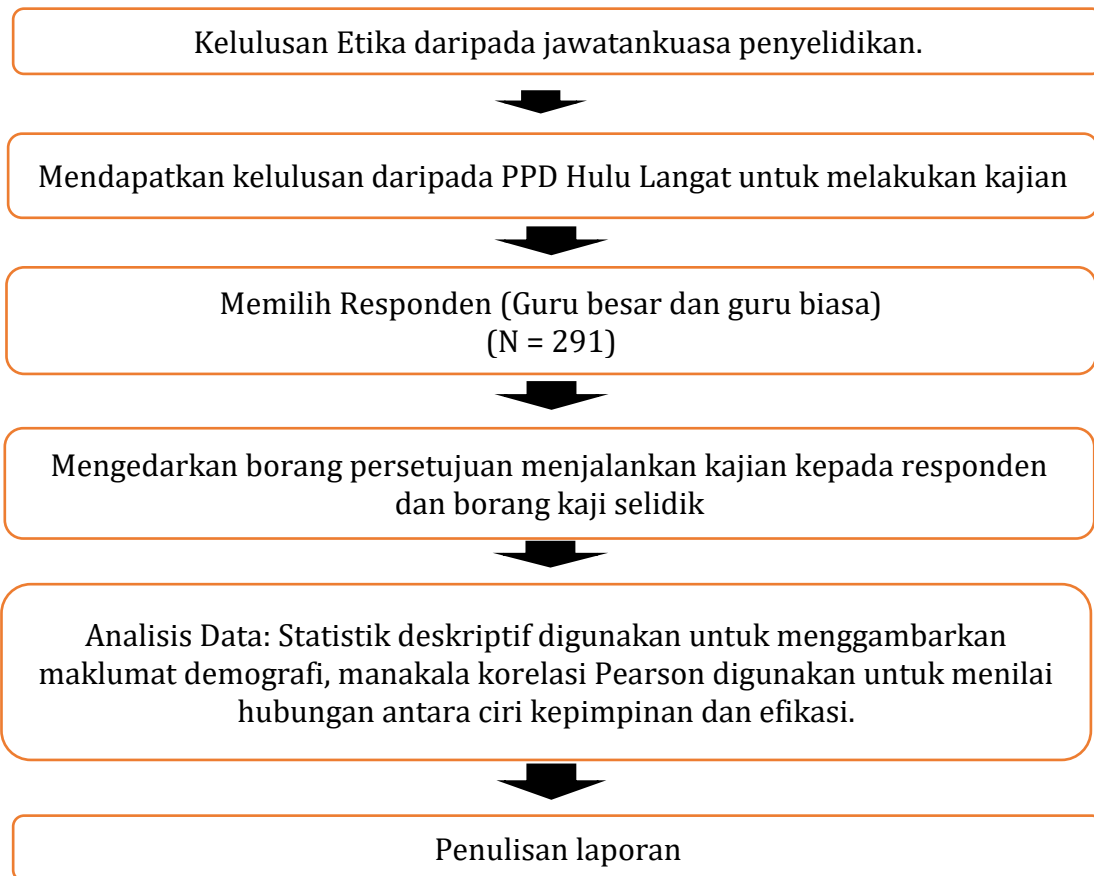 Kelulusan Etika daripada jawatankuasa penyelidikan.
Mendapatkan kelulusan daripada PPD Hulu Langat untuk melakukan kajian
Memilih Responden (Guru besar dan guru biasa)
(N = 291)
Mengedarkan borang persetujuan menjalankan kajian kepada responden
dan borang kaji selidik
Analisis Data: Statistik deskriptif digunakan untuk menggambarkan
maklumat demografi, manakala korelasi Pearson digunakan untuk menilai
hubungan antara ciri kepimpinan dan efikasi.
Penulisan laporan